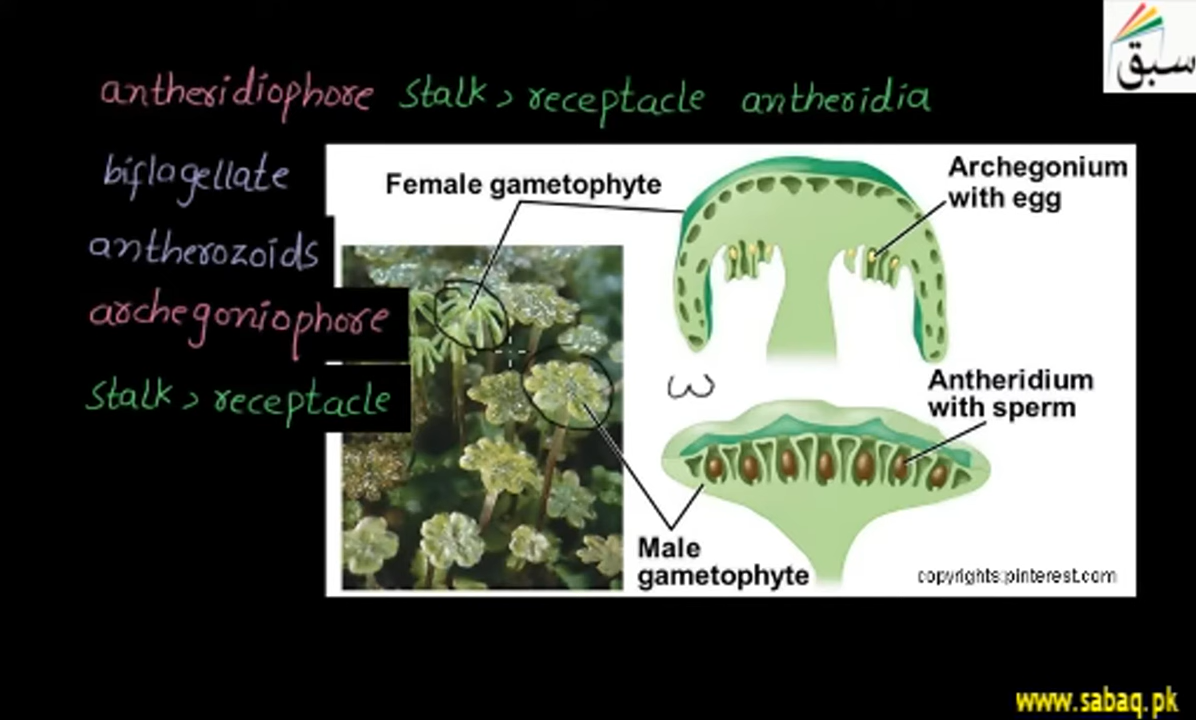 سبق
antheridiophore stalk > receptacle antheridia
biflagellate
antherozoids
archegoniophore
stalk > receptacle
Female gametophyte
Archegonium
with egg
ω
Antheridium
with sperm
Male
gametophyte
copyrights:pinterest.com
www.sabaq.pk